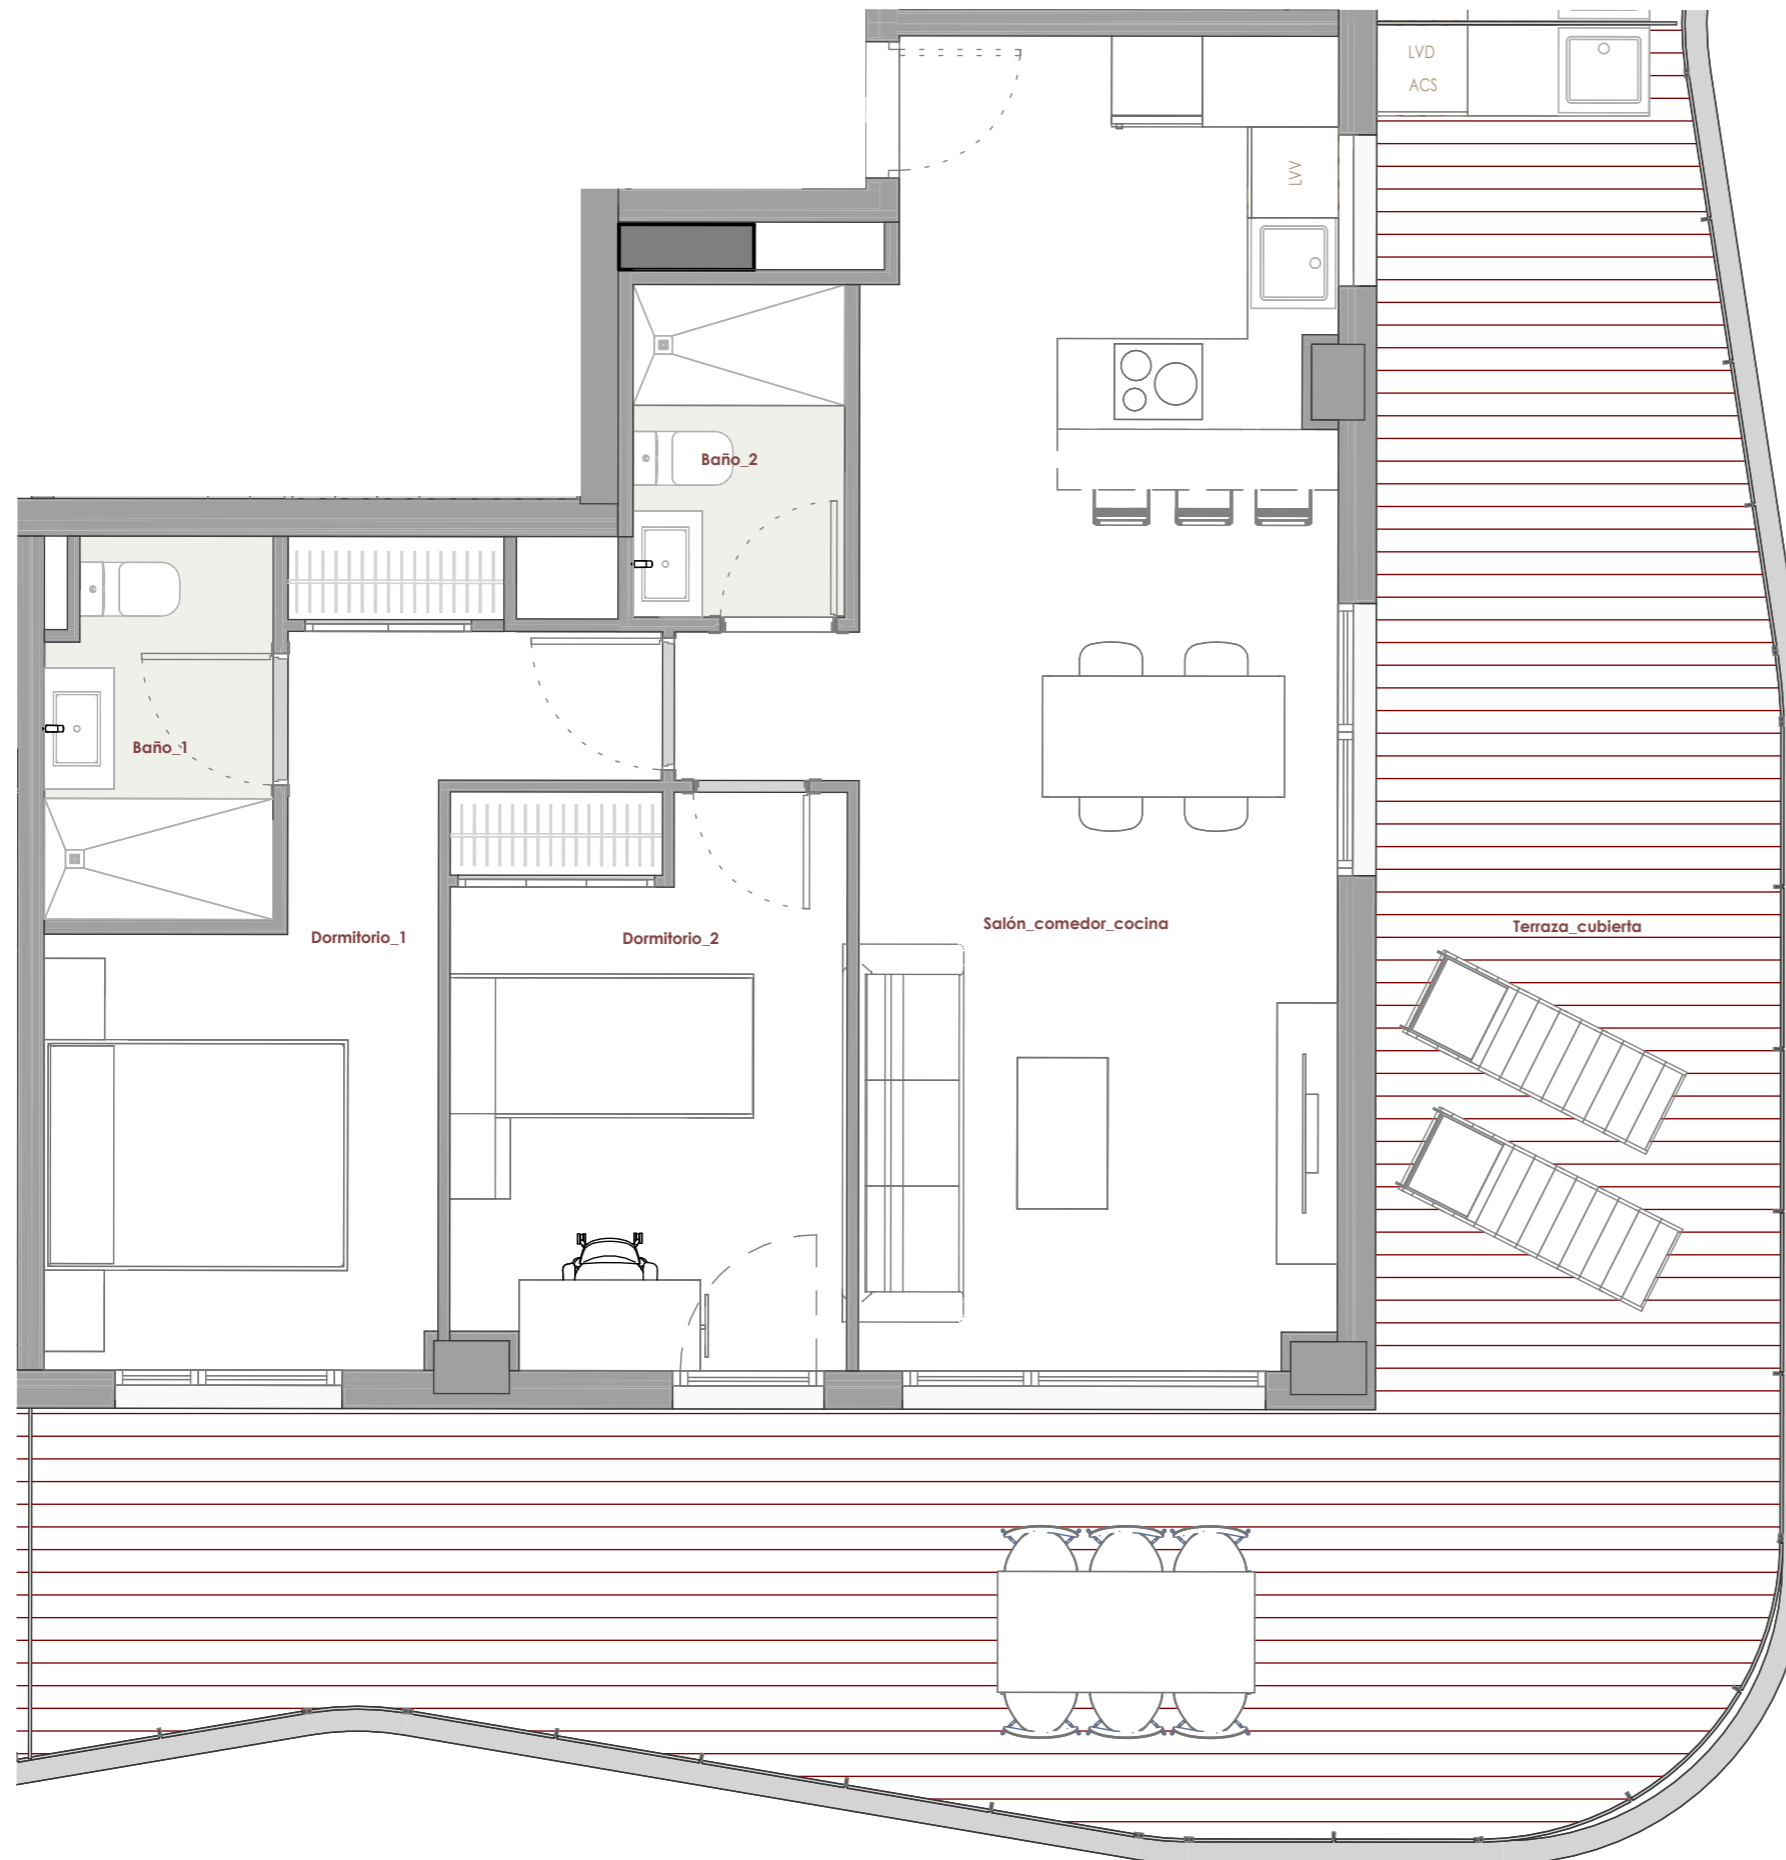 LVD
ACS
LVV
Baño_2
Baño_1
Dormitorio_1
Dormitorio_2
Salón_comedor_cocina
Terraza_cubierta